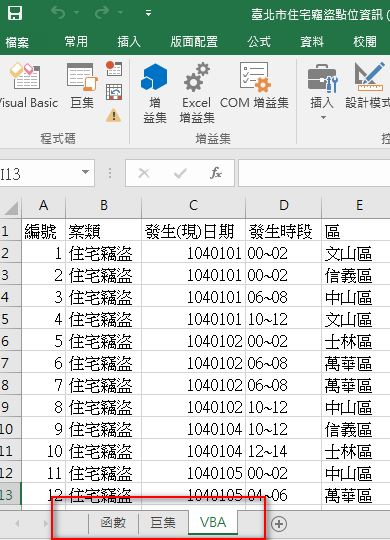 臺北市住宅竊盜點位資訊 (
檔案 常用 插入 版面配置 公式 資料 校閱
Visual Basic 巨集 增益集 Excel 增益集 COM 增益集 插入 設計模式
程式碼 增益集 控
I13 fx
A B C D E
1 編號 案類 發生(現)日期 發生時段 區
2 1 住宅竊盜 1040101 00~02 文山區
3 2 住宅竊盜 1040101 00~02 信義區
4 3 住宅竊盜 1040101 06~08 中山區
5 4 住宅竊盜 1040101 10~12 文山區
6 5 住宅竊盜 1040102 00~02 士林區
7 6 住宅竊盜 1040102 06~08 萬華區
8 7 住宅竊盜 1040102 06~08 萬華區
9 8 住宅竊盜 1040102 10~12 中山區
10 9 住宅竊盜 1040104 10~12 信義區
11 10 住宅竊盜 1040104 12~14 士林區
12 11 住宅竊盜 1040105 00~02 中山區
13 12 住宅竊盜 1040105 04~06 萬華區
函數 巨集 VBA